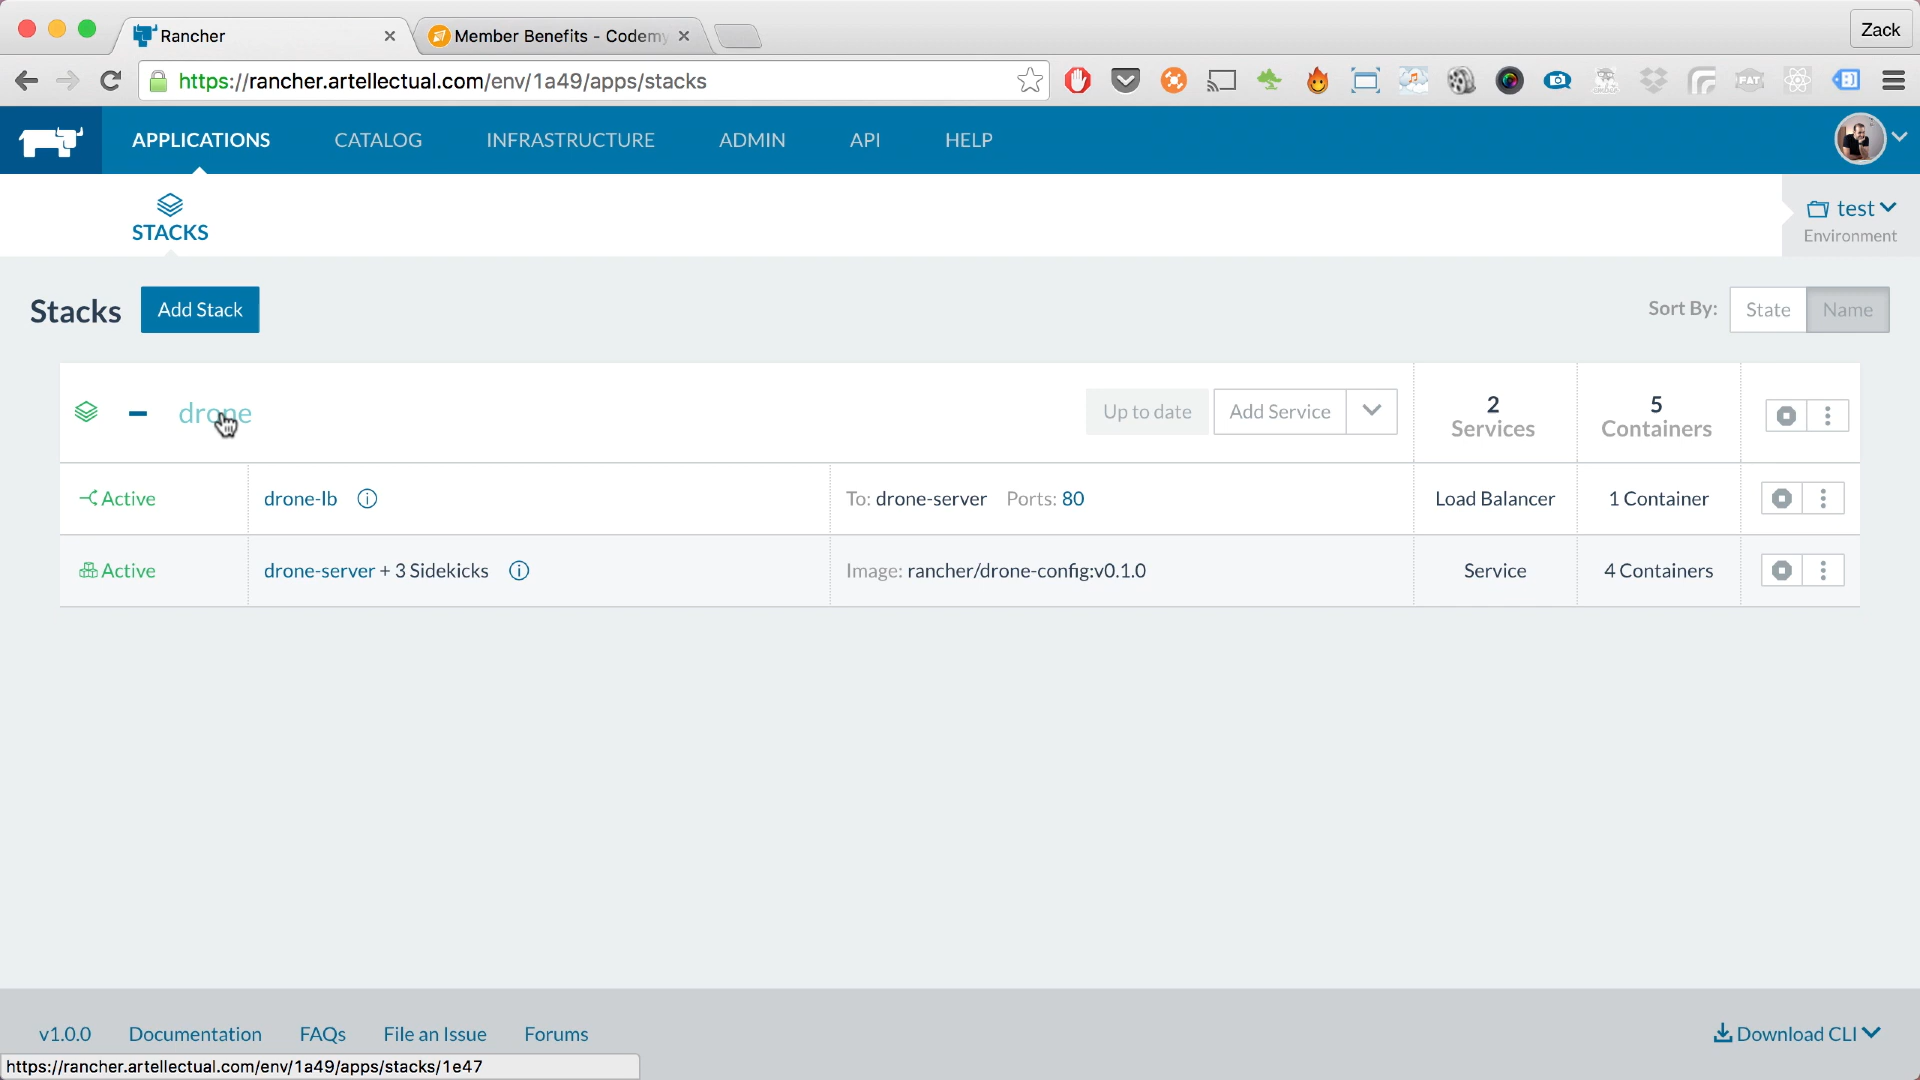 Rancher
Member Benefits - Codemy
Zack
https://rancher.artellectual.com/env/1a49/apps/stacks
APPLICATIONS
CATALOG
INFRASTRUCTURE
ADMIN
API
HELP
STACKS
test
Environment
Stacks
Add Stack
Sort By:
State
Name
drone
Up to date
Add Service
2
Services
5
Containers
Active
drone-lb
To: drone-server Ports: 80
Load Balancer
1 Container
Active
drone-server + 3 Sidekicks
Image: rancher/drone-config:v0.1.0
Service
4 Containers
v1.0.0
Documentation
FAQs
File an Issue
Forums
Download CLI
https://rancher.artellectual.com/env/1a49/apps/stacks/1e47